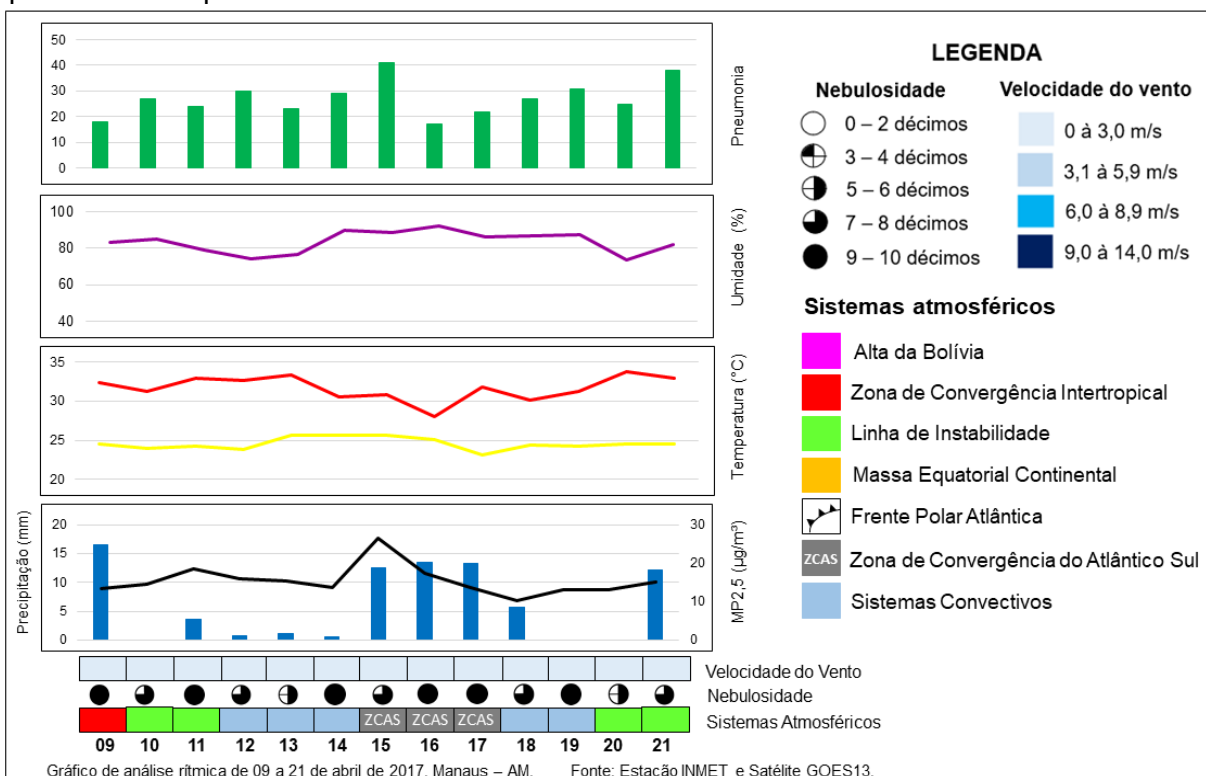 50
40
30
20
10
0
Pneumonia
100
80
60
40
Umidade (%)
35
30
25
20
Temperatura (°C)
Precipitação (mm)
20
15
10
5
0
30
20
10
0
MP2,5 (µg/m³)
Velocidade do Vento
Nebulosidade
ZCAS ZCAS ZCAS Sistemas Atmosféricos
09 10 11 12 13 14 15 16 17 18 19 20 21
Gráfico de análise rítmica de 09 a 21 de abril de 2017. Manaus – AM. Fonte: Estação INMET e Satélite GOES13.
LEGENDA
Nebulosidade
0 – 2 décimos
3 – 4 décimos
5 – 6 décimos
7 – 8 décimos
9 – 10 décimos
Velocidade do vento
0 à 3,0 m/s
3,1 à 5,9 m/s
6,0 à 8,9 m/s
9,0 à 14,0 m/s
Sistemas atmosféricos
Alta da Bolívia
Zona de Convergência Intertropical
Linha de Instabilidade
Massa Equatorial Continental
Frente Polar Atlântica
ZCAS Zona de Convergência do Atlântico Sul
Sistemas Convectivos